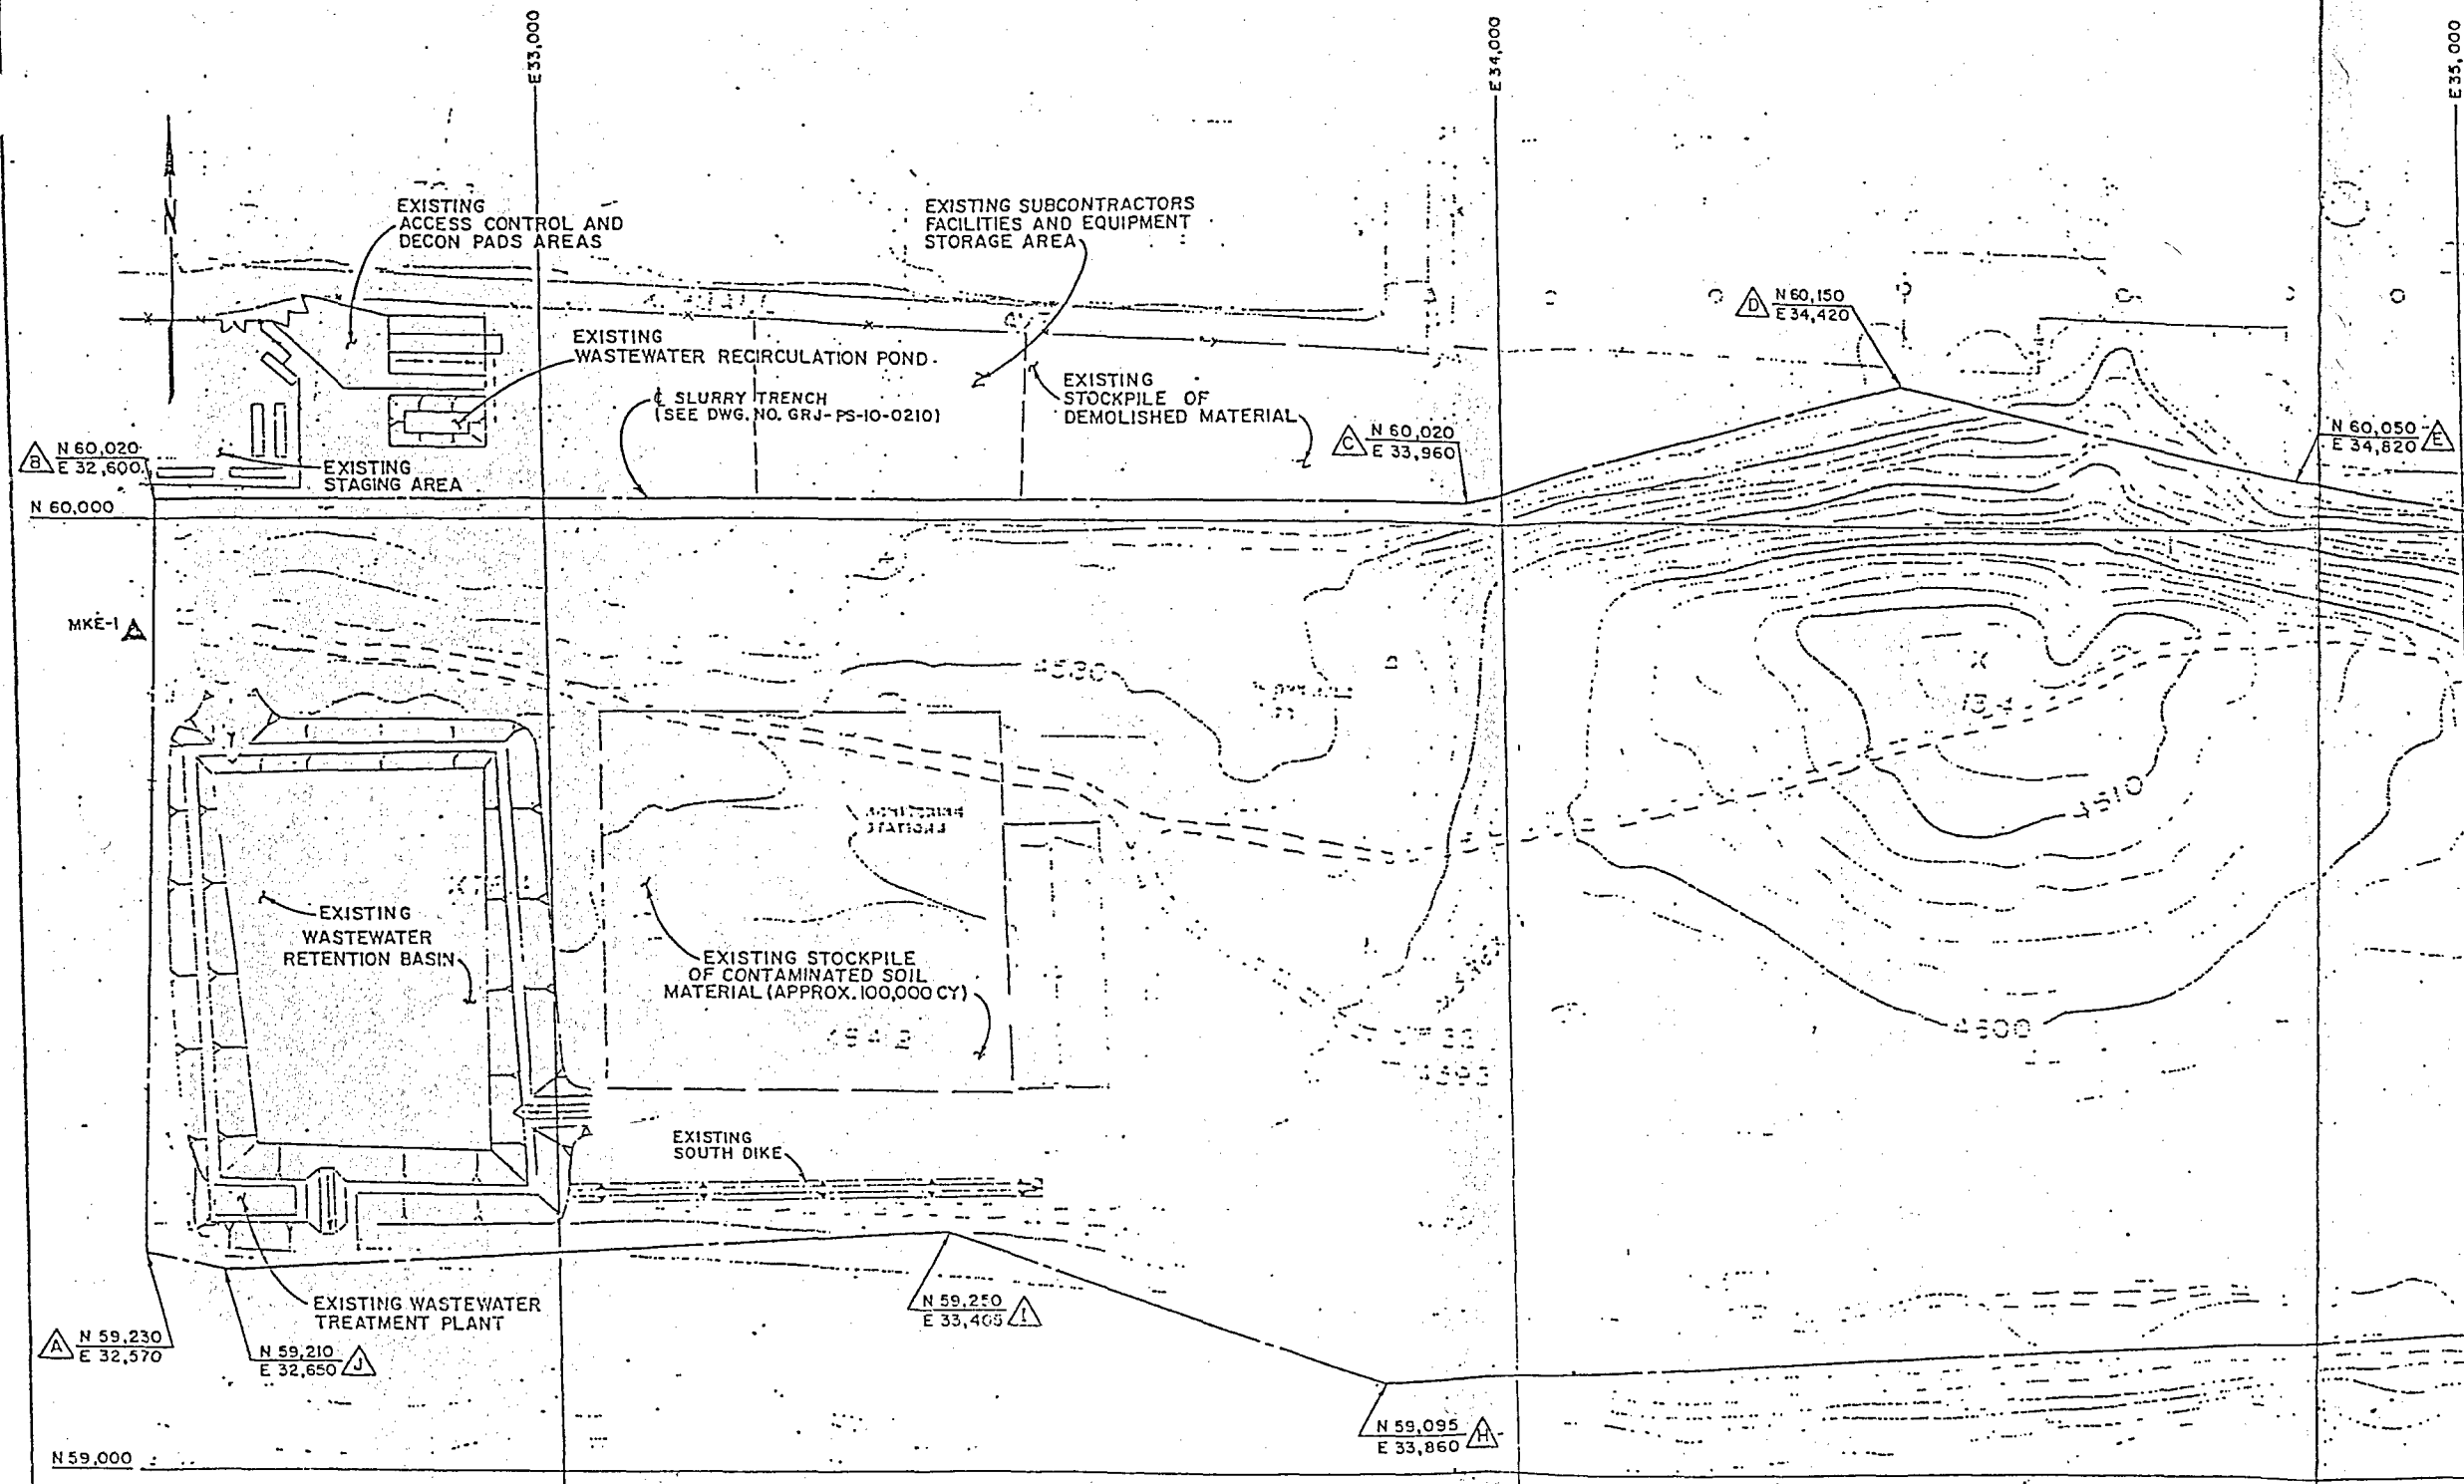 E33,000
E34,000
E35,000
N
EXISTING
ACCESS CONTROL AND
DECON PADS AREAS
EXISTING SUBCONTRACTORS
FACILITIES AND EQUIPMENT
STORAGE AREA
EXISTING
WASTEWATER RECIRCULATION POND
℄ SLURRY TRENCH
(SEE DWG. NO. GRJ-PS-10-0210)
EXISTING
STOCKPILE OF
DEMOLISHED MATERIAL
D
N 60,150
E 34,420
B
N 60,020
E 32,600
EXISTING
STAGING AREA
C
N 60,020
E 33,960
N 60,050
E 34,820
E
N 60,000
MKE-1
4590
4610
MONITORING
STATIONS
EXISTING
WASTEWATER
RETENTION BASIN
EXISTING STOCKPILE
OF CONTAMINATED SOIL
MATERIAL (APPROX. 100,000 CY)
4600
EXISTING
SOUTH DIKE
EXISTING WASTEWATER
TREATMENT PLANT
A
N 59,230
E 32,570
N 59,210
E 32,650
J
N 59,250
E 33,405
I
N 59,095
E 33,860
H
N 59,000